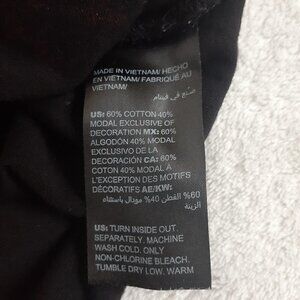 MADE IN VIETNAM/ HECHO
EN VIETNAM/ FABRIQUÉ AU
VIETNAM/
صنع في فيتنام
US: 60% COTTON 40%
MODAL EXCLUSIVE OF
DECORATION MX: 60%
ALGODÓN 40% MODAL
EXCLUSIVO DE LA
DECORACIÓN CA: 60%
COTON 40% MODAL A
L'EXCEPTION DES MOTIFS
DÉCORATIFS AE/KW:
60% القطن 40% مودال باستثناء
الزينة
US: TURN INSIDE OUT.
SEPARATELY. MACHINE
WASH COLD. ONLY
NON-CHLORINE BLEACH.
TUMBLE DRY LOW. WARM